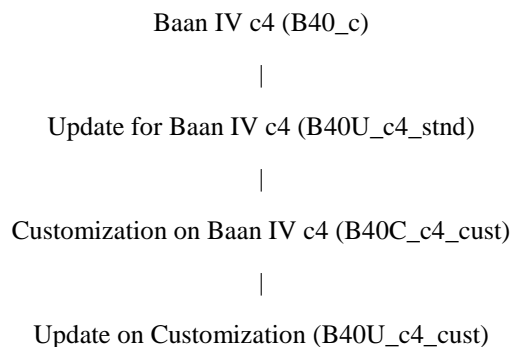 Baan IV c4 (B40_c)
|
Update for Baan IV c4 (B40U_c4_stnd)
|
Customization on Baan IV c4 (B40C_c4_cust)
|
Update on Customization (B40U_c4_cust)